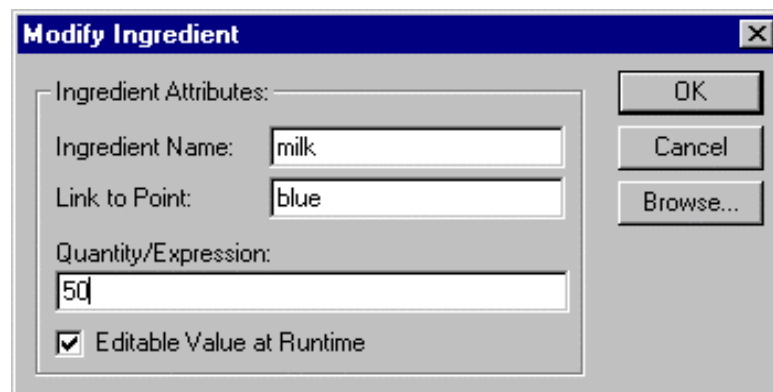 Modify Ingredient
Ingredient Attributes:
Ingredient Name: milk
Link to Point: blue
Quantity/Expression:
50
Editable Value at Runtime
OK
Cancel
Browse...